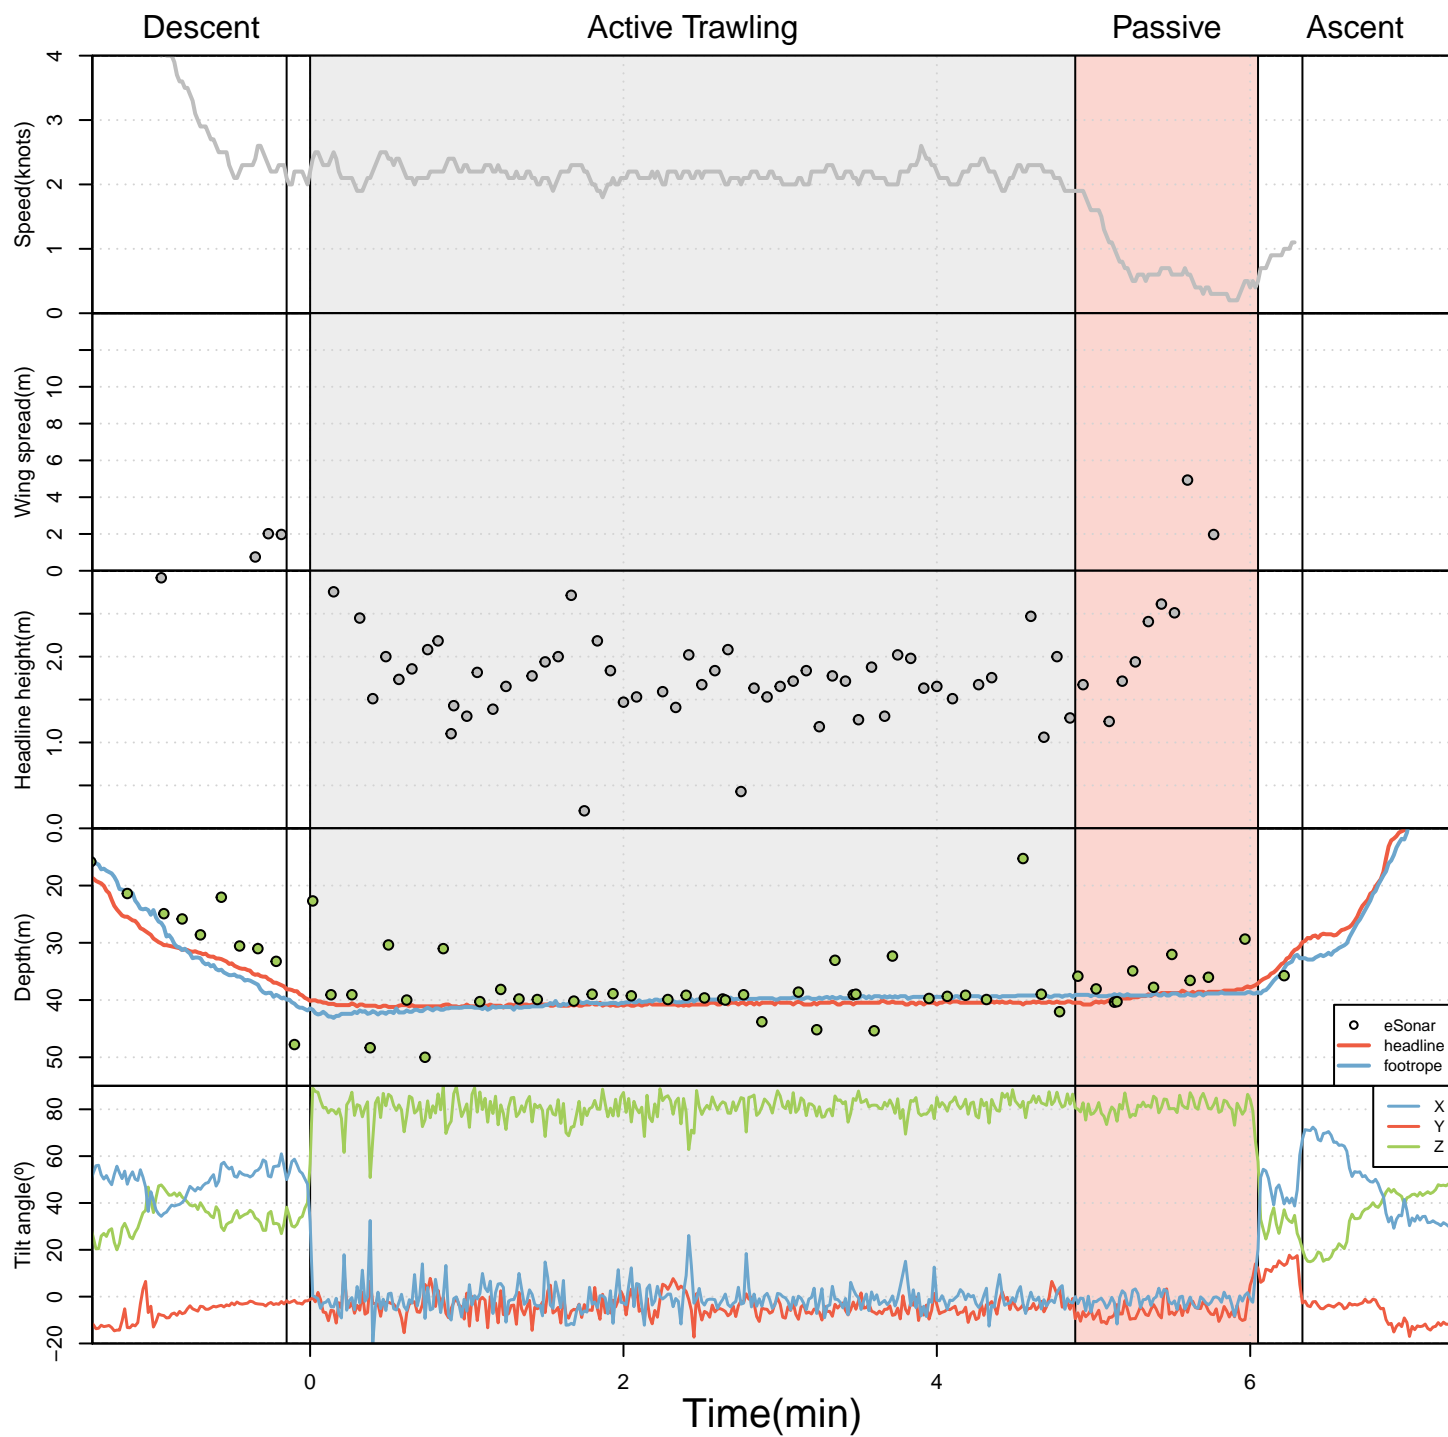 Descent Active Trawling Passive Ascent
Speed(knots)
4
3
2
1
0
Wing spread(m)
10
8
6
4
2
0
Headline height(m)
2.0
1.0
0.0
Depth(m)
20
30
40
50
eSonar
headline
footrope
Tilt angle(º)
80
60
40
20
0
−20
X
Y
Z
0 2 4 6
Time(min)